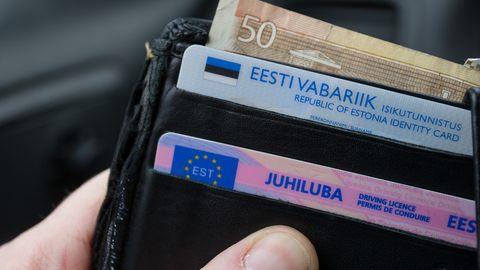 50
EESTI VABARIIK ISIKUTUNNISTUS
REPUBLIC OF ESTONIA IDENTITY CARD
EST
JUHILUBA
DRIVING LICENCE
PERMIS DE CONDUIRE
EES